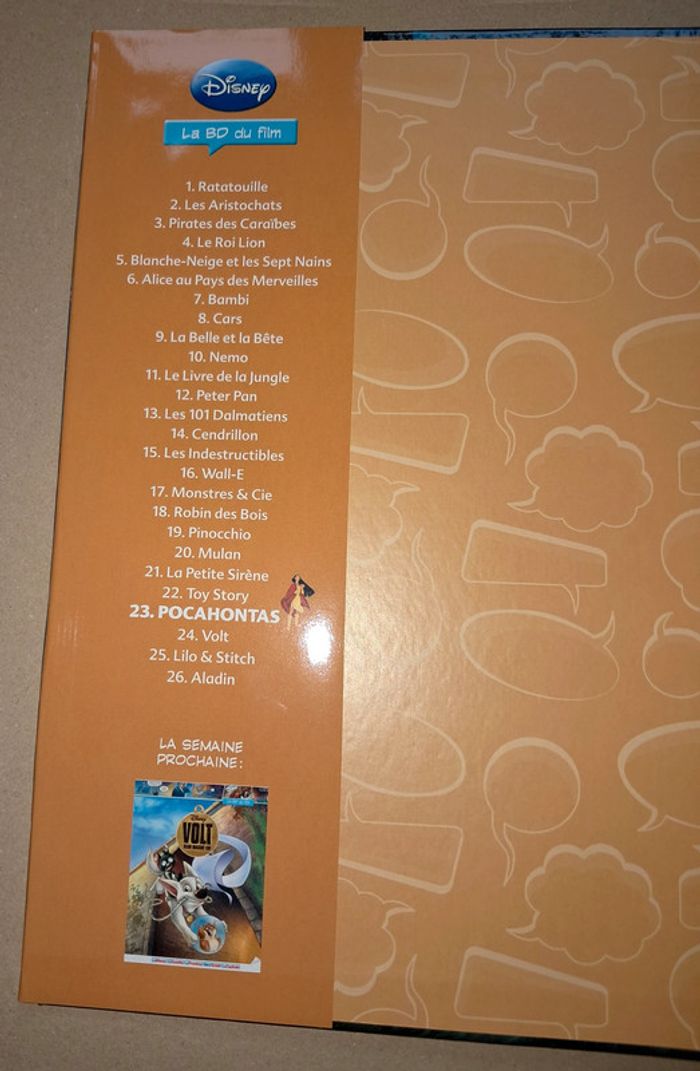 Disney
La BD du film
1. Ratatouille
2. Les Aristochats
3. Pirates des Caraïbes
4. Le Roi Lion
5. Blanche-Neige et les Sept Nains
6. Alice au Pays des Merveilles
7. Bambi
8. Cars
9. La Belle et la Bête
10. Nemo
11. Le Livre de la Jungle
12. Peter Pan
13. Les 101 Dalmatiens
14. Cendrillon
15. Les Indestructibles
16. Wall-E
17. Monstres & Cie
18. Robin des Bois
19. Pinocchio
20. Mulan
21. La Petite Sirène
22. Toy Story
23. POCAHONTAS
24. Volt
25. Lilo & Stitch
26. Aladin
LA SEMAINE
PROCHAINE:
Disney
VOLT